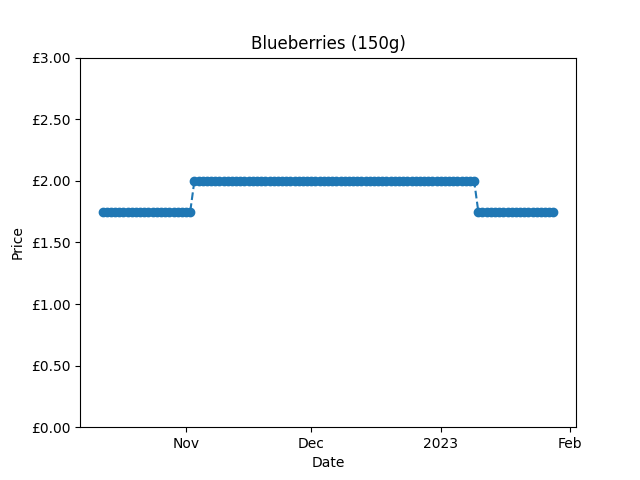 Blueberries (150g)
£3.00
£2.50
£2.00
£1.50
£1.00
£0.50
£0.00
Price
Nov
Dec
2023
Feb
Date